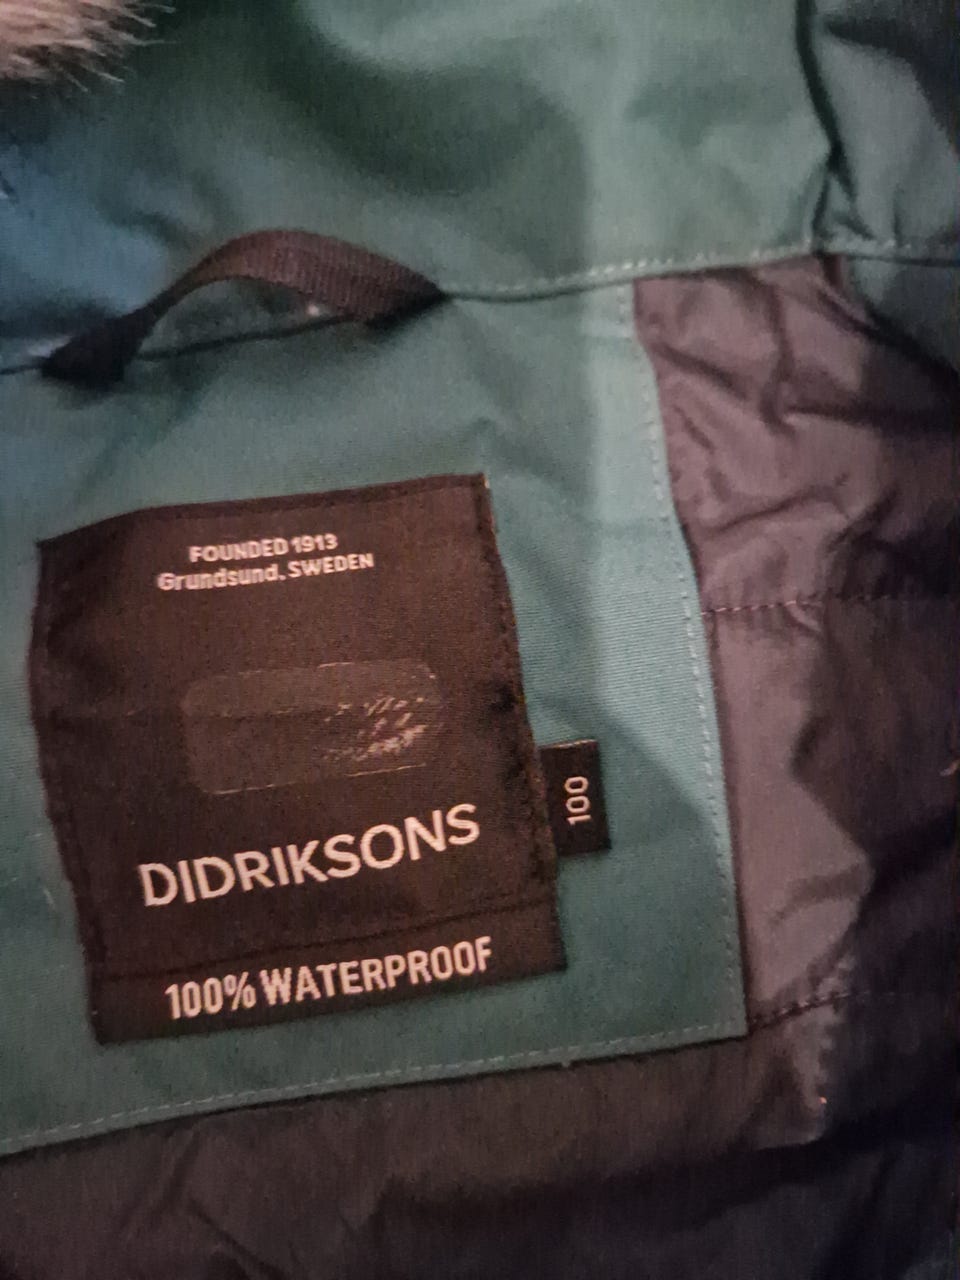 FOUNDED 1913
Grundsund, SWEDEN
DIDRIKSONS
100
100% WATERPROOF